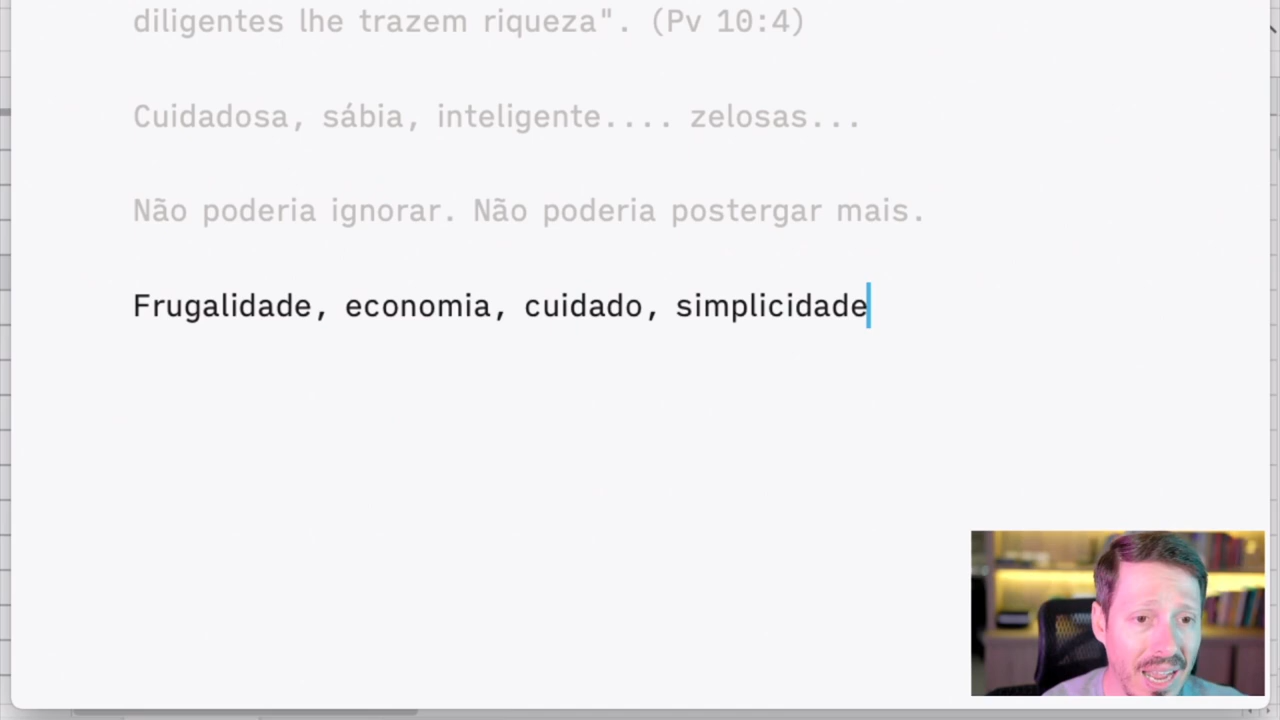 diligentes lhe trazem riqueza". (Pv 10:4)
Cuidadosa, sábia, inteligente.... zelosas...
Não poderia ignorar. Não poderia postergar mais.
Frugalidade, economia, cuidado, simplicidade